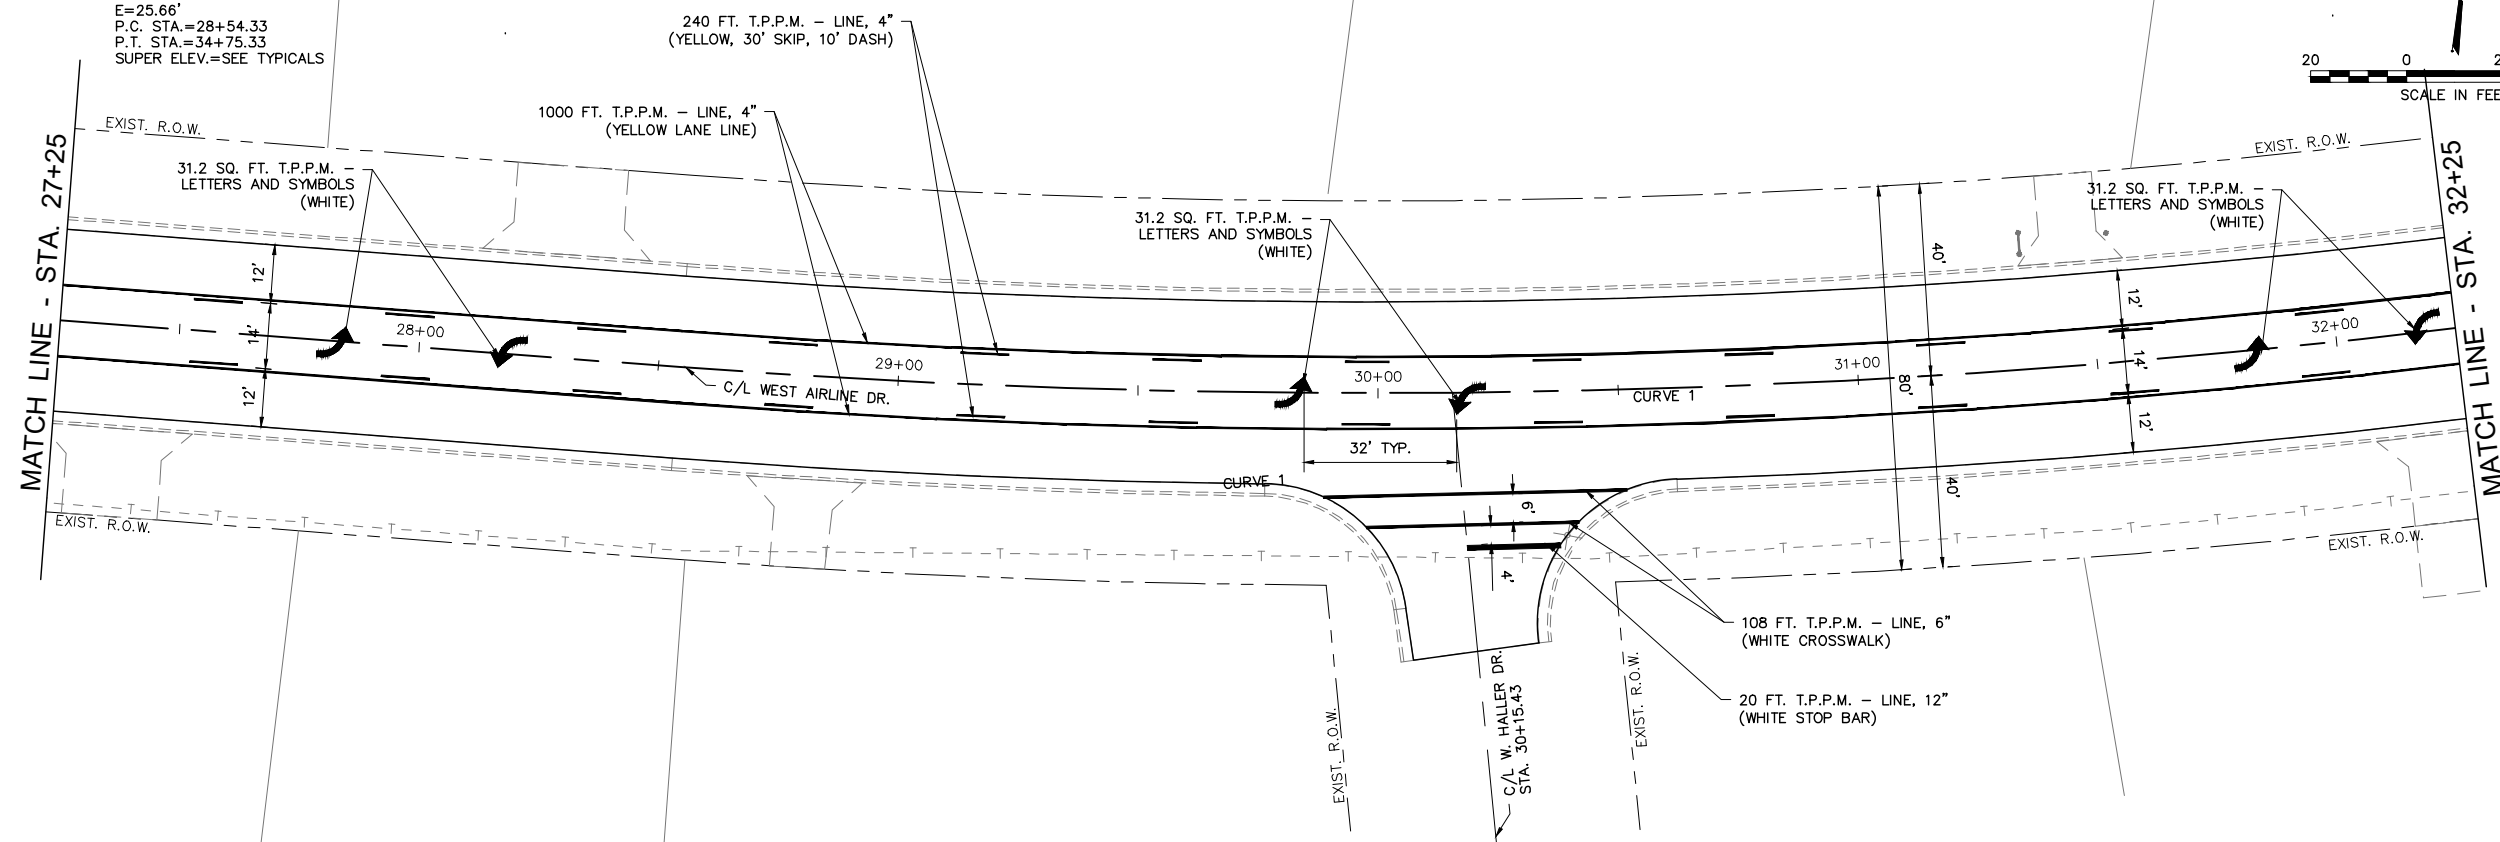 E=25.66'
P.C. STA.=28+54.33
P.T. STA.=34+75.33
SUPER ELEV.=SEE TYPICALS
240 FT. T.P.P.M. – LINE, 4"
(YELLOW, 30' SKIP, 10' DASH)
20 0
SCALE IN
1000 FT. T.P.P.M. – LINE, 4"
(YELLOW LANE LINE)
EXIST. R.O.W.
EXIST. R.O.W.
MATCH LINE - STA. 27+25
MATCH LINE - STA. 32+25
31.2 SQ. FT. T.P.P.M. –
LETTERS AND SYMBOLS
(WHITE)
31.2 SQ. FT. T.P.P.M. –
LETTERS AND SYMBOLS
(WHITE)
31.2 SQ. FT. T.P.P.M. –
LETTERS AND SYMBOLS
(WHITE)
12'
14'
12'
28+00
29+00
30+00
31+00
32+00
40'
80'
40'
12'
14'
12'
C/L WEST AIRLINE DR.
CURVE 1
32' TYP.
CURVE 1
6'
4'
EXIST. R.O.W.
EXIST. R.O.W.
108 FT. T.P.P.M. – LINE, 6"
(WHITE CROSSWALK)
20 FT. T.P.P.M. – LINE, 12"
(WHITE STOP BAR)
EXIST. R.O.W.
C/L W. HALLER DR.
STA. 30+15.43
EXIST. R.O.W.